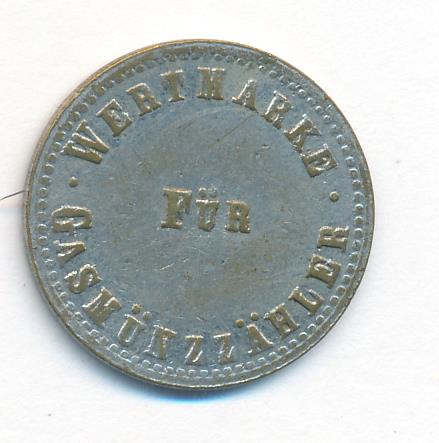 · WERTMARKE ·
FÜR
GASMÜNZZÄHLER